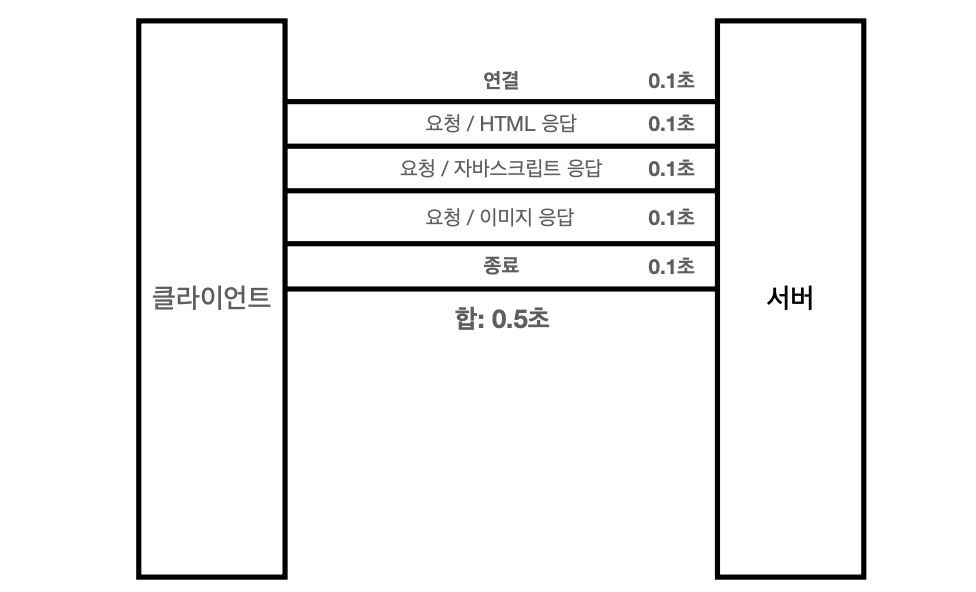 연결 0.1초
요청 / HTML 응답 0.1초
요청 / 자바스크립트 응답 0.1초
요청 / 이미지 응답 0.1초
종료 0.1초
클라이언트
서버
합: 0.5초